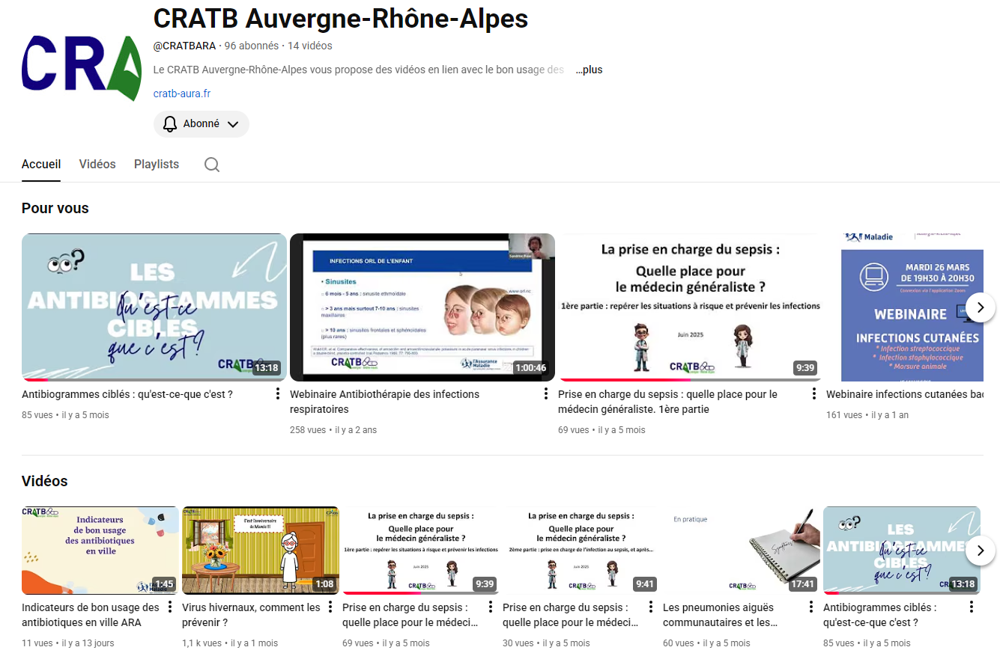 CRATB Auvergne-Rhône-Alpes
CRA
@CRATBARA · 96 abonnés · 14 vidéos
Le CRATB Auvergne-Rhône-Alpes vous propose des vidéos en lien avec le bon usage des ...plus
cratb-aura.fr
Abonné
Accueil Vidéos Playlists
Pour vous
?
LES
ANTIBIOGRAMMES
CIBLÉS
Qu'est-ce
que c'est?
CRATB
13:18
INFECTIONS ORL DE L'ENFANT
• Sinusites
6 mois - 5 ans : sinusite ethmoïdale
> 3 ans mais surtout 7-10 ans : sinusites
maxillaires
> 10 ans : sinusites frontales et sphénoïdales
(plus rares)
CRATB
l'Assurance
Maladie
1:00:46
La prise en charge du sepsis :
Quelle place pour
le médecin généraliste ?
1ère partie : repérer les situations à risque et prévenir les infections
Juin 2025
CRATB
9:39
Maladie
MARDI 26 MARS
DE 19H30 À 20H30
Connexion via l'application Zoom
WEBINAIRE
INFECTIONS CUTANÉES
* Infection streptococcique
* Infection staphylococcique
* Morsure animale
Antibiogrammes ciblés : qu'est-ce-que c'est ?
85 vues • il y a 5 mois
Webinaire Antibiothérapie des infections
respiratoires
258 vues • il y a 2 ans
Prise en charge du sepsis : quelle place pour le
médecin généraliste. 1ère partie
69 vues • il y a 5 mois
Webinaire infections cutanées bac
161 vues • il y a 1 an
Vidéos
CRATB
Indicateurs
de bon usage
des antibiotiques
en ville
1:45
C'est l'anniversaire
de Mamie !!!
1:08
La prise en charge du sepsis :
Quelle place pour
le médecin généraliste ?
1ère partie : repérer les situations à risque et prévenir les infections
Juin 2025
CRATB
9:39
La prise en charge du sepsis :
Quelle place pour
le médecin généraliste ?
2ème partie : prise en charge de l'infection au sepsis, et après...
Juin 2025
CRATB
9:41
En pratique
Synthèse
CRATB
17:41
?
LES
ANTIBIOGRAMMES
CIBLÉS
Qu'est-ce
que c'est?
CRATB
13:18
Indicateurs de bon usage des
antibiotiques en ville ARA
11 vues • il y a 13 jours
Virus hivernaux, comment les
prévenir ?
1,1 k vues • il y a 1 mois
Prise en charge du sepsis :
quelle place pour le médeci...
69 vues • il y a 5 mois
Prise en charge du sepsis :
quelle place pour le médeci...
30 vues • il y a 5 mois
Les pneumonies aiguës
communautaires et les...
60 vues • il y a 5 mois
Antibiogrammes ciblés :
qu'est-ce-que c'est ?
85 vues • il y a 5 mois